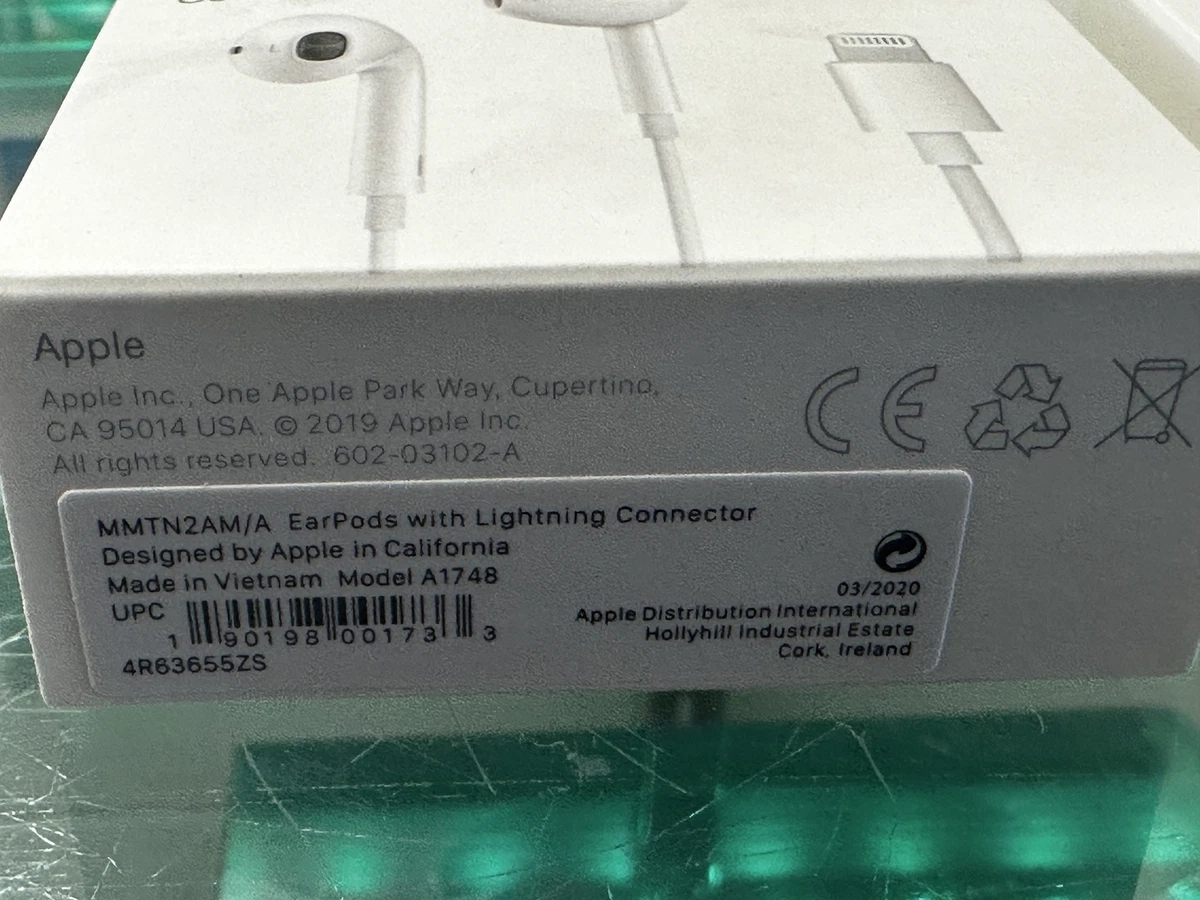 Apple
Apple Inc., One Apple Park Way, Cupertino,
CA 95014 USA. © 2019 Apple Inc.
All rights reserved. 602-03102-A
CE
MMTN2AM/A EarPods with Lightning Connector
Designed by Apple in California
Made in Vietnam Model A1748
UPC
1 90198 00173 3
4R63655ZS
03/2020
Apple Distribution International
Hollyhill Industrial Estate
Cork, Ireland